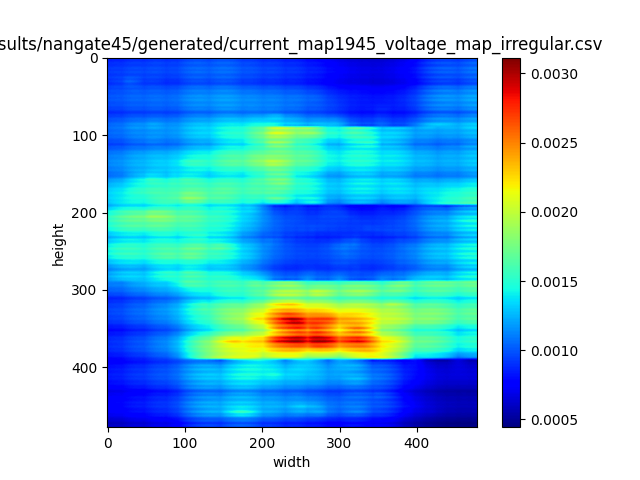 sults/nangate45/generated/current_map1945_voltage_map_irregular.csv
0
100
200
300
400
height
0 100 200 300 400
width
0.0030
0.0025
0.0020
0.0015
0.0010
0.0005